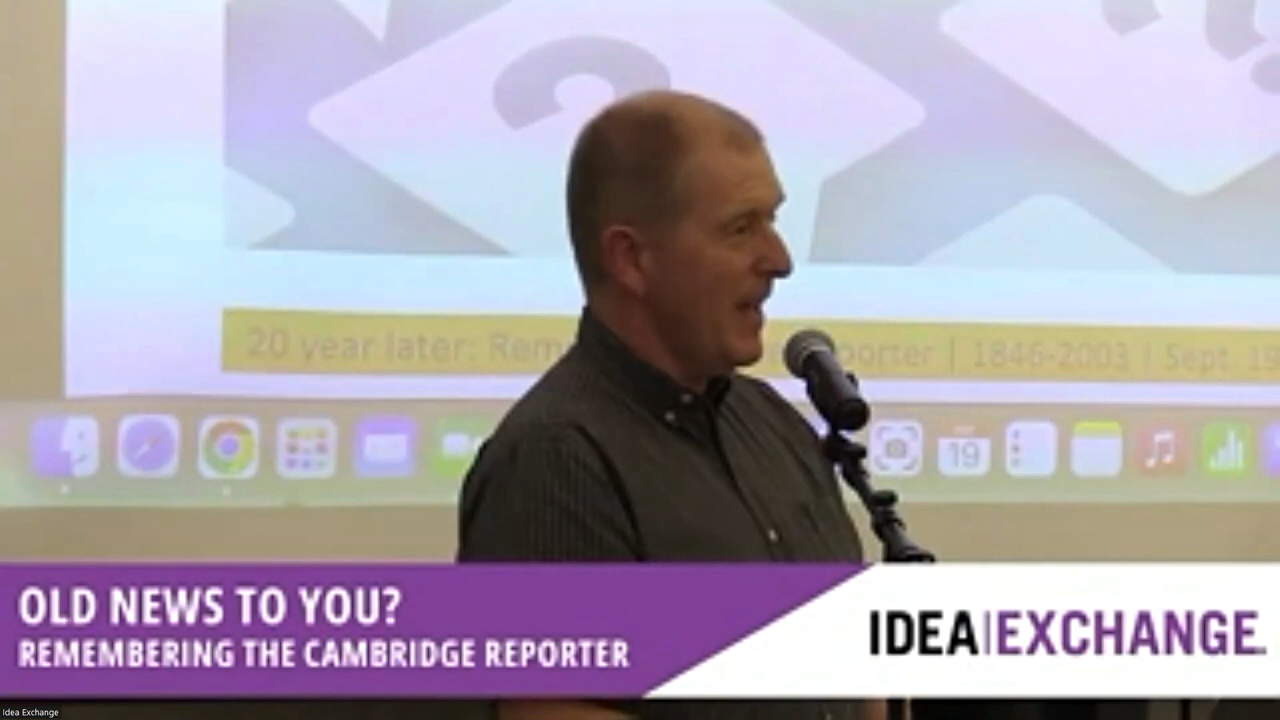 20 year later: Rem porter | 1846-2003 | Sept. 19
19
OLD NEWS TO YOU?
REMEMBERING THE CAMBRIDGE REPORTER
IDEA|EXCHANGE.
Idea Exchange